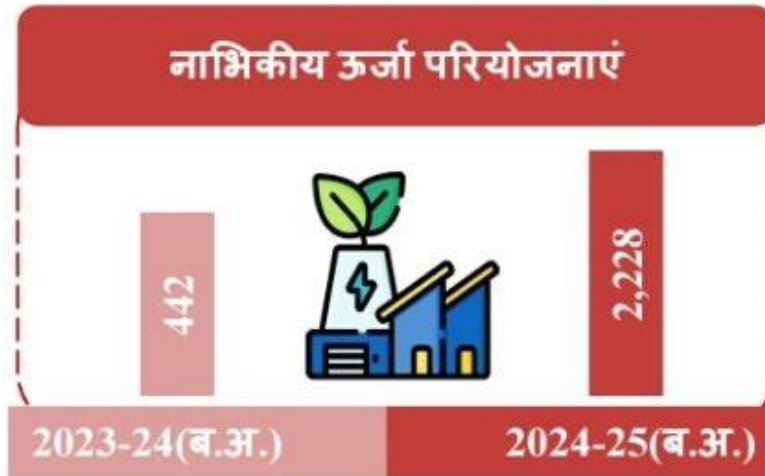 नाभिकीय ऊर्जा परियोजनाएं
442
2,228
2023-24(ब.अ.)
2024-25(ब.अ.)